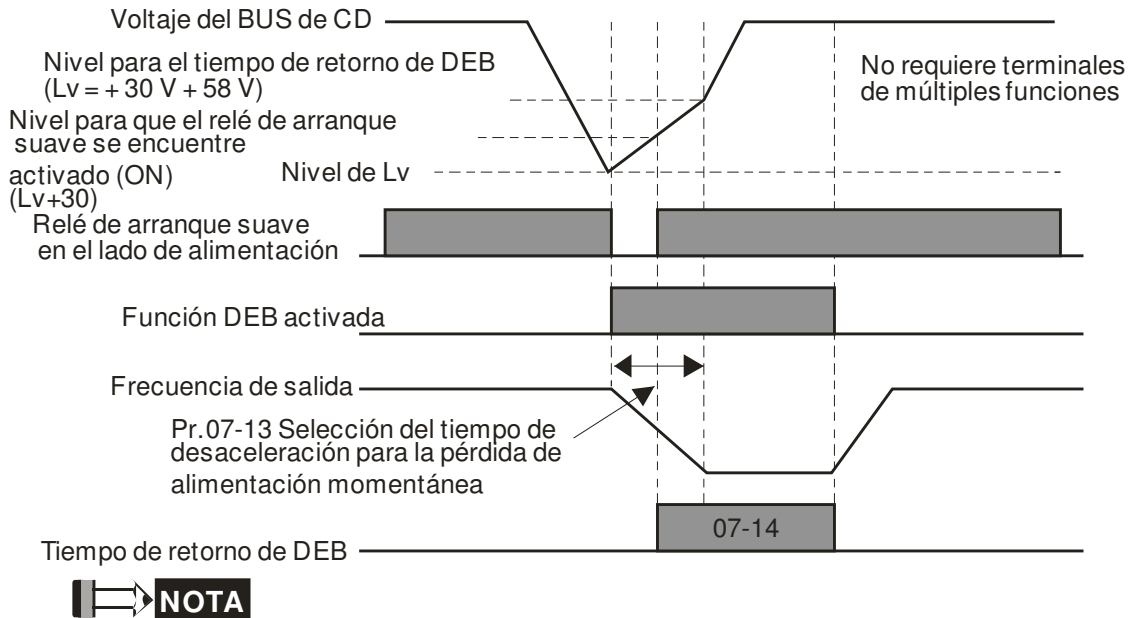 Voltaje del BUS de CD
Nivel para el tiempo de retorno de DEB
(Lv = + 30 V + 58 V)
No requiere terminales
de múltiples funciones
Nivel para que el relé de arranque
suave se encuentre
activado (ON)
(Lv+30)
Nivel de Lv
Relé de arranque suave
en el lado de alimentación
Función DEB activada
Frecuencia de salida
Pr.07-13 Selección del tiempo de
desaceleración para la pérdida de
alimentación momentánea
07-14
Tiempo de retorno de DEB
NOTA